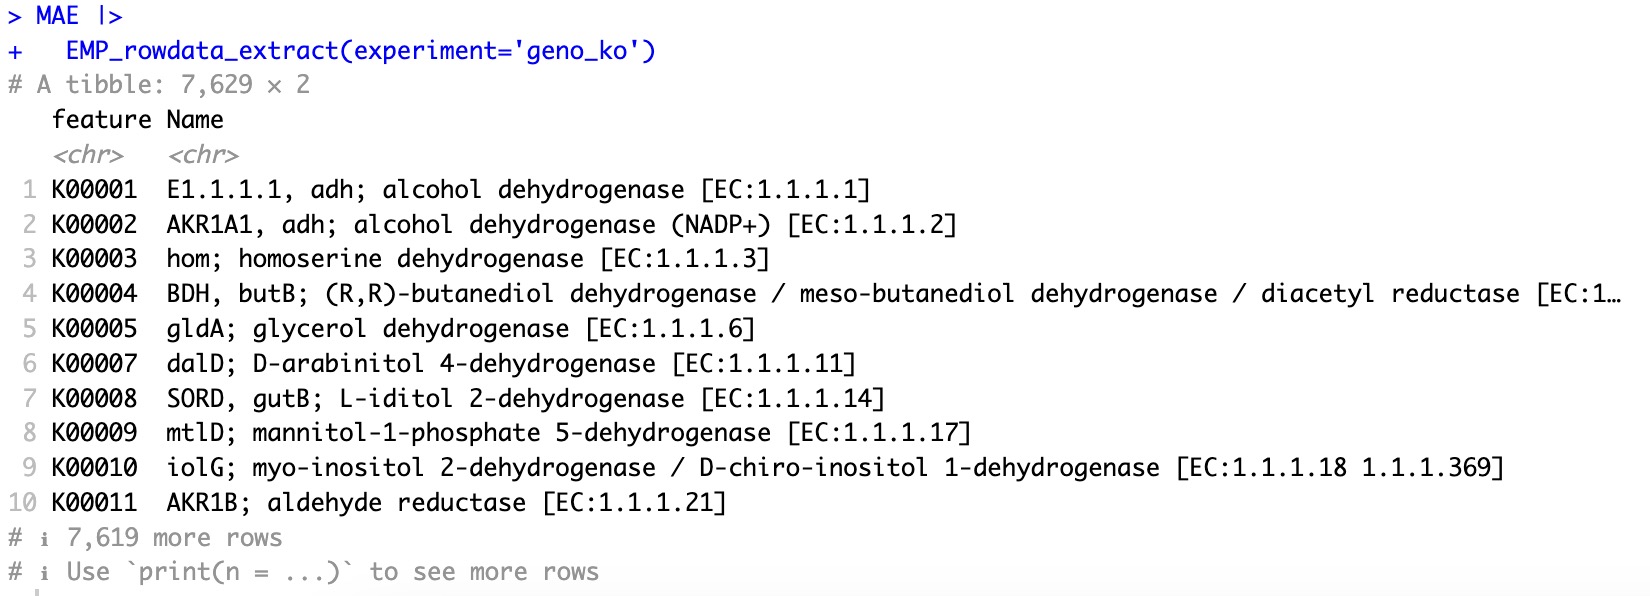 > MAE |>
+   EMP_rowdata_extract(experiment='geno_ko')
# A tibble: 7,629 × 2
   feature Name
   <chr>   <chr>
 1 K00001  E1.1.1.1, adh; alcohol dehydrogenase [EC:1.1.1.1]
 2 K00002  AKR1A1, adh; alcohol dehydrogenase (NADP+) [EC:1.1.1.2]
 3 K00003  hom; homoserine dehydrogenase [EC:1.1.1.3]
 4 K00004  BDH, butB; (R,R)-butanediol dehydrogenase / meso-butanediol dehydrogenase / diacetyl reductase [EC:1…
 5 K00005  gldA; glycerol dehydrogenase [EC:1.1.1.6]
 6 K00007  dalD; D-arabinitol 4-dehydrogenase [EC:1.1.1.11]
 7 K00008  SORD, gutB; L-iditol 2-dehydrogenase [EC:1.1.1.14]
 8 K00009  mtlD; mannitol-1-phosphate 5-dehydrogenase [EC:1.1.1.17]
 9 K00010  iolG; myo-inositol 2-dehydrogenase / D-chiro-inositol 1-dehydrogenase [EC:1.1.1.18 1.1.1.369]
10 K00011  AKR1B; aldehyde reductase [EC:1.1.1.21]
# ℹ 7,619 more rows
# ℹ Use `print(n = ...)` to see more rows